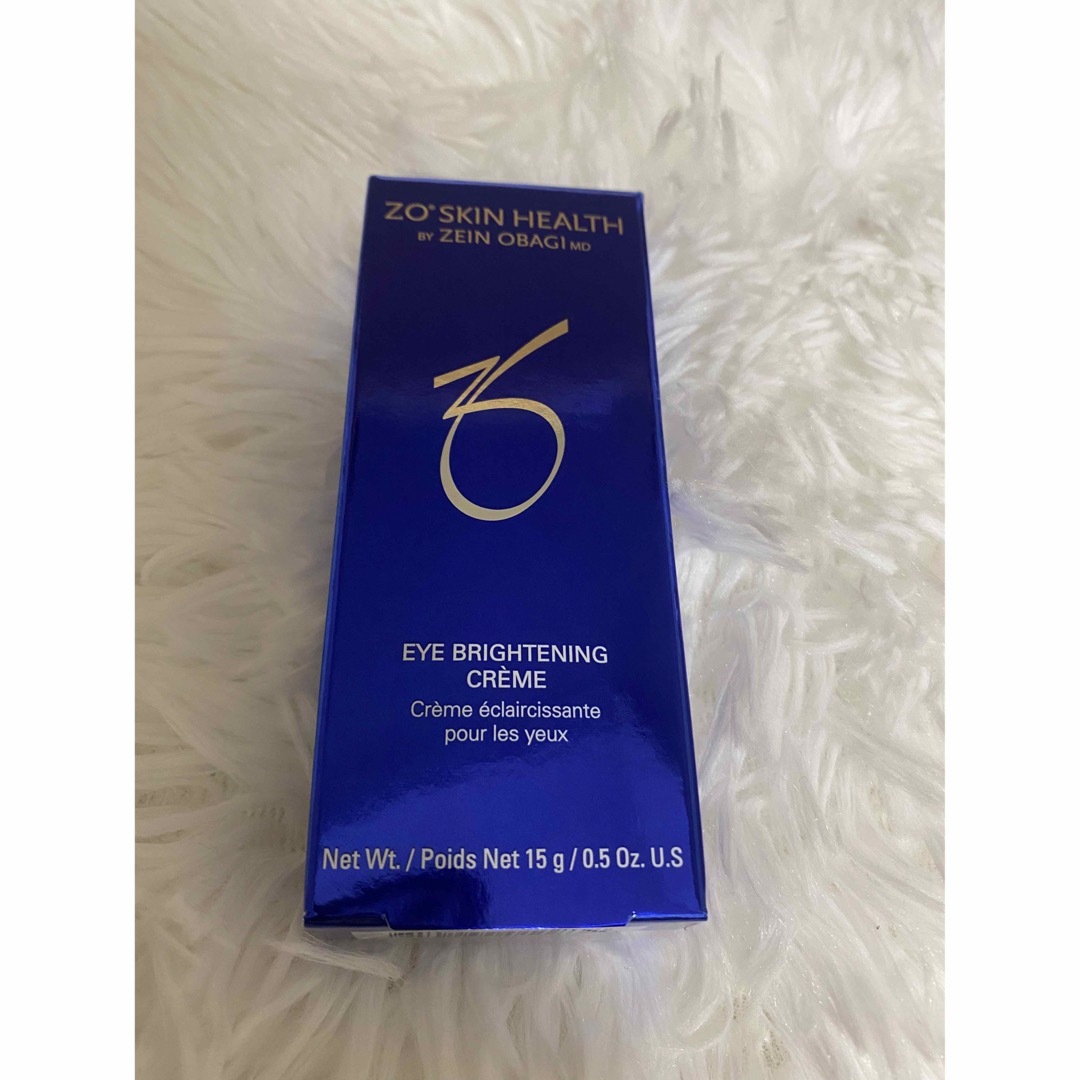 ZO® SKIN HEALTH
BY ZEIN OBAGI MD
EYE BRIGHTENING
CRÈME
Crème éclaircissante
pour les yeux
Net Wt. / Poids Net 15 g / 0.5 Oz. U.S